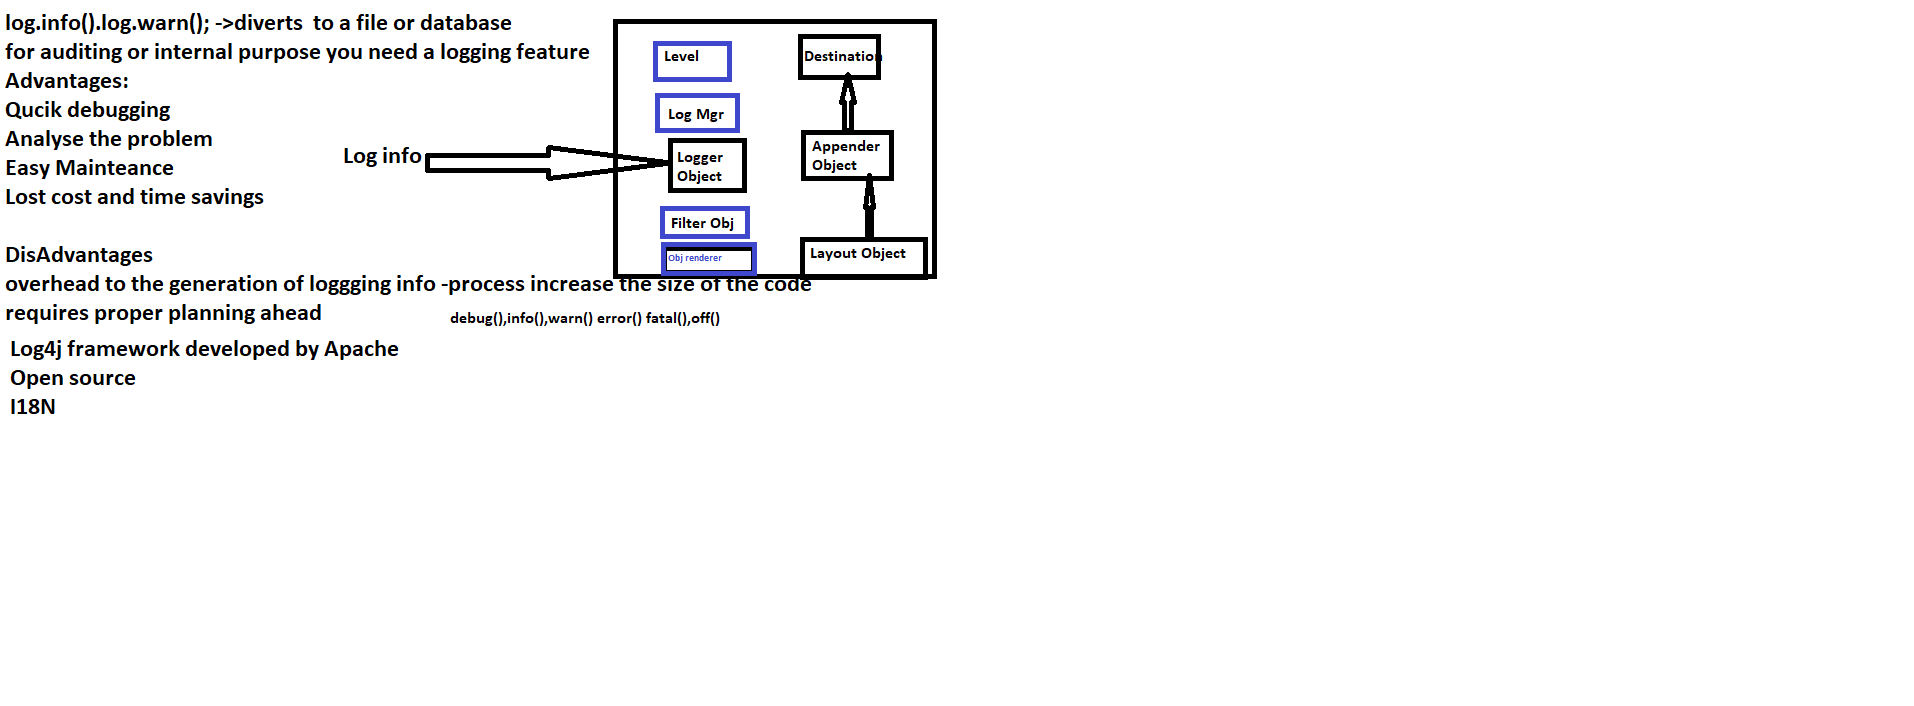 log.info().log.warn(); ->diverts  to a file or database
for auditing or internal purpose you need a logging feature
Advantages:
Qucik debugging
Analyse the problem
Easy Mainteance
Lost cost and time savings
Log info
Level
Log Mgr
Logger
Object
Filter Obj
Obj renderer
Destination
Appender
Object
Layout Object
DisAdvantages
overhead to the generation of loggging info -process increase the size of the code
requires proper planning ahead
debug(),info(),warn() error() fatal(),off()
Log4j framework developed by Apache
Open source
I18N